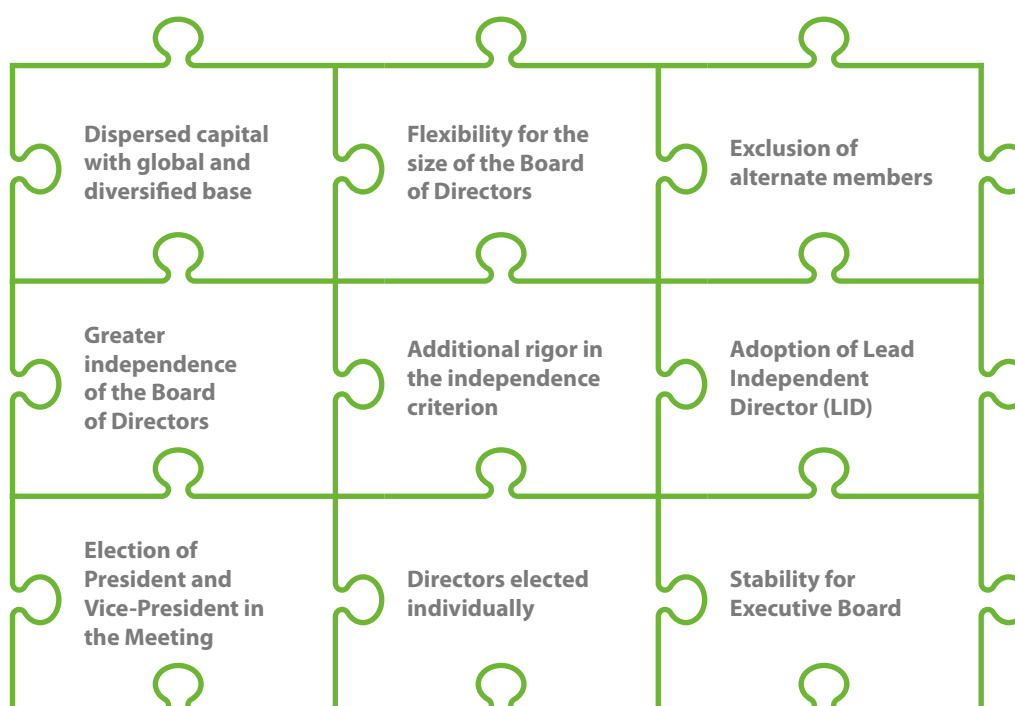 Dispersed capital
with global and
diversified base
Flexibility for the
size of the Board
of Directors
Exclusion of
alternate members
Greater
independence
of the Board
of Directors
Additional rigor in
the independence
criterion
Adoption of Lead
Independent
Director (LID)
Election of
President and
Vice-President in
the Meeting
Directors elected
individually
Stability for
Executive Board